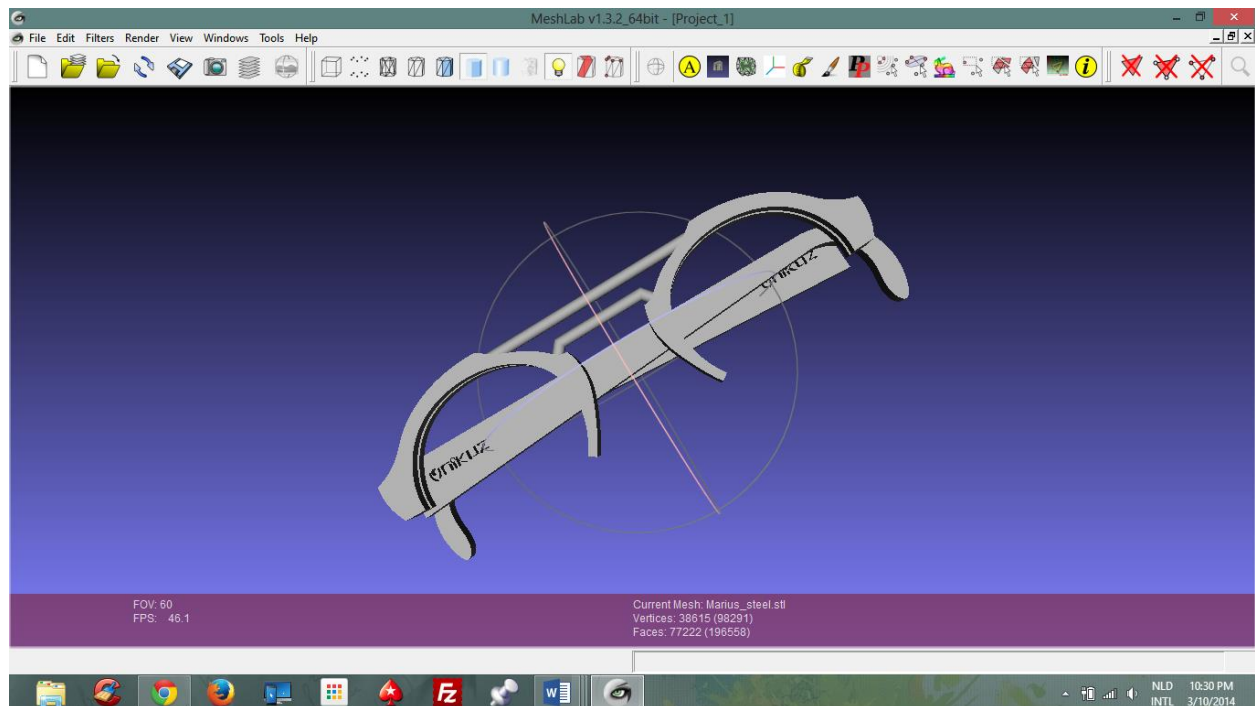 MeshLab v1.3.2_64bit - [Project_1]
File Edit Filters Render View Windows Tools Help
FOV: 60
FPS: 46.1
Current Mesh: Marius_steel.stl
Vertices: 38615 (98291)
Faces: 77222 (196558)
NLD 10:30 PM
INTL 3/10/2014